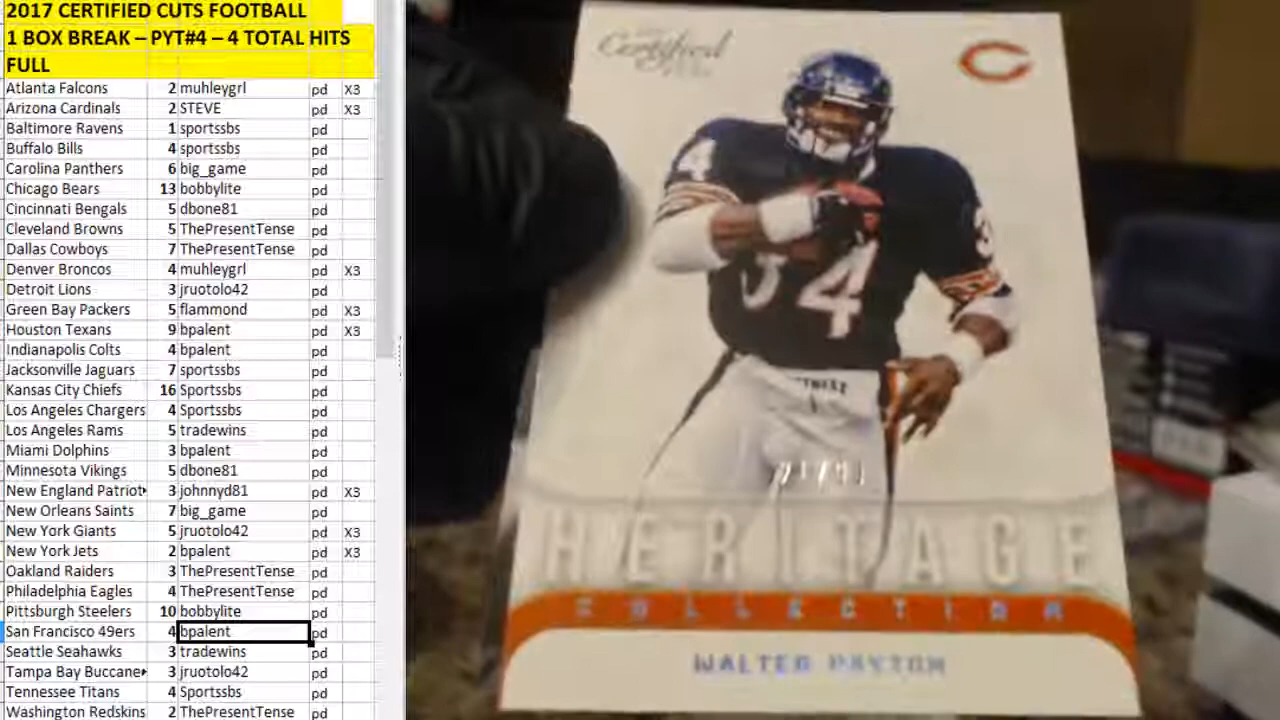 2017 CERTIFIED CUTS FOOTBALL
1 BOX BREAK – PYT#4 – 4 TOTAL HITS
FULL
Atlanta Falcons 2 muhleygrl pd X3
Arizona Cardinals 2 STEVE pd X3
Baltimore Ravens 1 sportssbs pd
Buffalo Bills 4 sportssbs pd
Carolina Panthers 6 big_game pd
Chicago Bears 13 bobbylite pd
Cincinnati Bengals 5 dbone81 pd
Cleveland Browns 5 ThePresentTense pd
Dallas Cowboys 7 ThePresentTense pd
Denver Broncos 4 muhleygrl pd X3
Detroit Lions 3 jruotolo42 pd
Green Bay Packers 5 flammond pd X3
Houston Texans 9 bpalent pd X3
Indianapolis Colts 4 bpalent pd
Jacksonville Jaguars 7 sportssbs pd
Kansas City Chiefs 16 Sportssbs pd
Los Angeles Chargers 4 Sportssbs pd
Los Angeles Rams 5 tradewins pd
Miami Dolphins 3 bpalent pd
Minnesota Vikings 5 dbone81 pd
New England Patriot 3 johnnyd81 pd X3
New Orleans Saints 7 big_game pd
New York Giants 5 jruotolo42 pd X3
New York Jets 2 bpalent pd X3
Oakland Raiders 3 ThePresentTense pd
Philadelphia Eagles 4 ThePresentTense pd
Pittsburgh Steelers 10 bobbylite pd
San Francisco 49ers 4 bpalent pd
Seattle Seahawks 3 tradewins pd
Tampa Bay Buccane 3 jruotolo42 pd
Tennessee Titans 4 Sportssbs pd
Washington Redskins 2 ThePresentTense pd
Certified
C
4
34
3
HERITAGE
COLLECTION
WALTER PAYTON